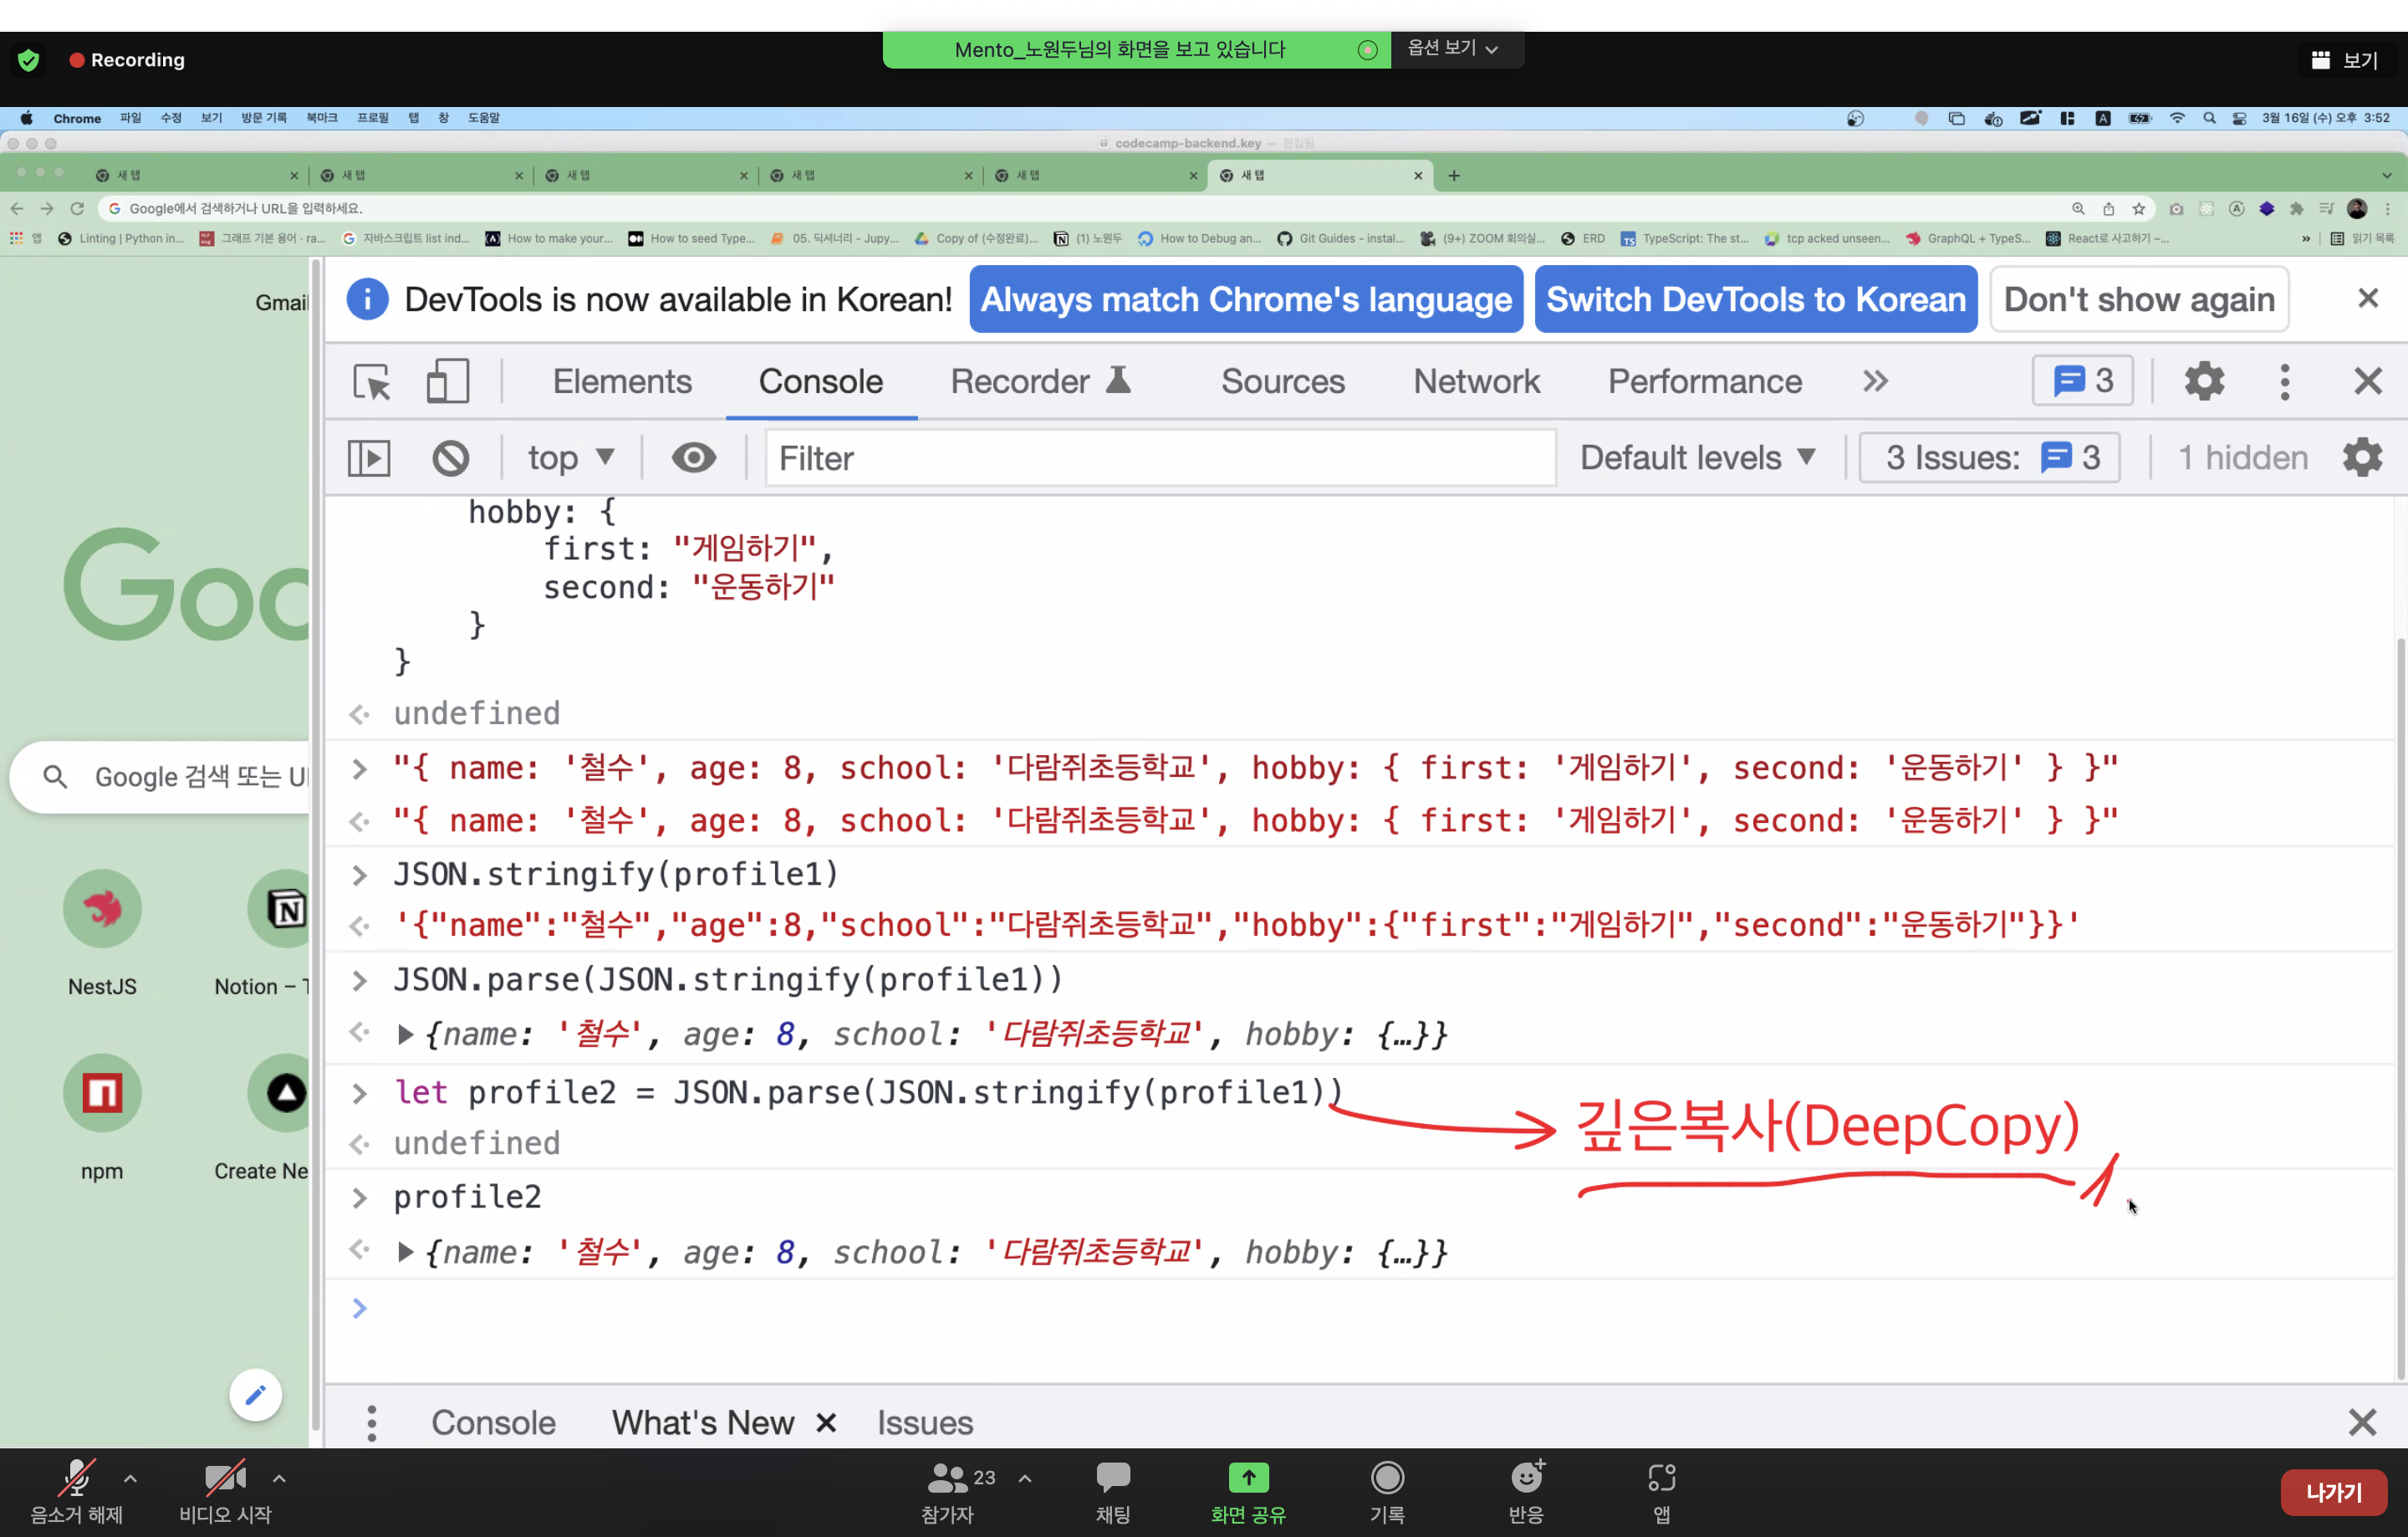 Recording
Mento_노원두님의 화면을 보고 있습니다
옵션 보기
보기
Chrome 파일 수정 보기 방문 기록 북마크 프로필 탭 창 도움말
3월 16일 (수) 오후 3:52
codecamp-backend.key — 편집됨
새 탭 새 탭 새 탭 새 탭 새 탭 새 탭
Google에서 검색하거나 URL을 입력하세요.
앱 Linting | Python in... 그래프 기본 용어 · ra... 자바스크립트 list ind... How to make your... How to seed Type... 05. 딕셔너리 - Jupy... Copy of (수정완료)... (1) 노원두 How to Debug an... Git Guides - instal... (9+) ZOOM 회의실... ERD TypeScript: The st... tcp acked unseen... GraphQL + TypeS... React로 사고하기 –... » 읽기 목록
Gmail
DevTools is now available in Korean! Always match Chrome's language Switch DevTools to Korean Don't show again
Elements Console Recorder Sources Network Performance 3
top Filter Default levels 3 Issues: 3 1 hidden
hobby: {
first: "게임하기",
second: "운동하기"
}
}
undefined
"{ name: '철수', age: 8, school: '다람쥐초등학교', hobby: { first: '게임하기', second: '운동하기' } }"
"{ name: '철수', age: 8, school: '다람쥐초등학교', hobby: { first: '게임하기', second: '운동하기' } }"
JSON.stringify(profile1)
'{"name":"철수","age":8,"school":"다람쥐초등학교","hobby":{"first":"게임하기","second":"운동하기"}}'
JSON.parse(JSON.stringify(profile1))
{name: '철수', age: 8, school: '다람쥐초등학교', hobby: {…}}
let profile2 = JSON.parse(JSON.stringify(profile1))
깊은복사(DeepCopy)
undefined
profile2
{name: '철수', age: 8, school: '다람쥐초등학교', hobby: {…}}
Goo
Google 검색 또는 UI
NestJS Notion – T
npm Create Ne
Console What's New Issues
음소거 해제 비디오 시작 23 참가자 채팅 화면 공유 기록 반응 앱 나가기